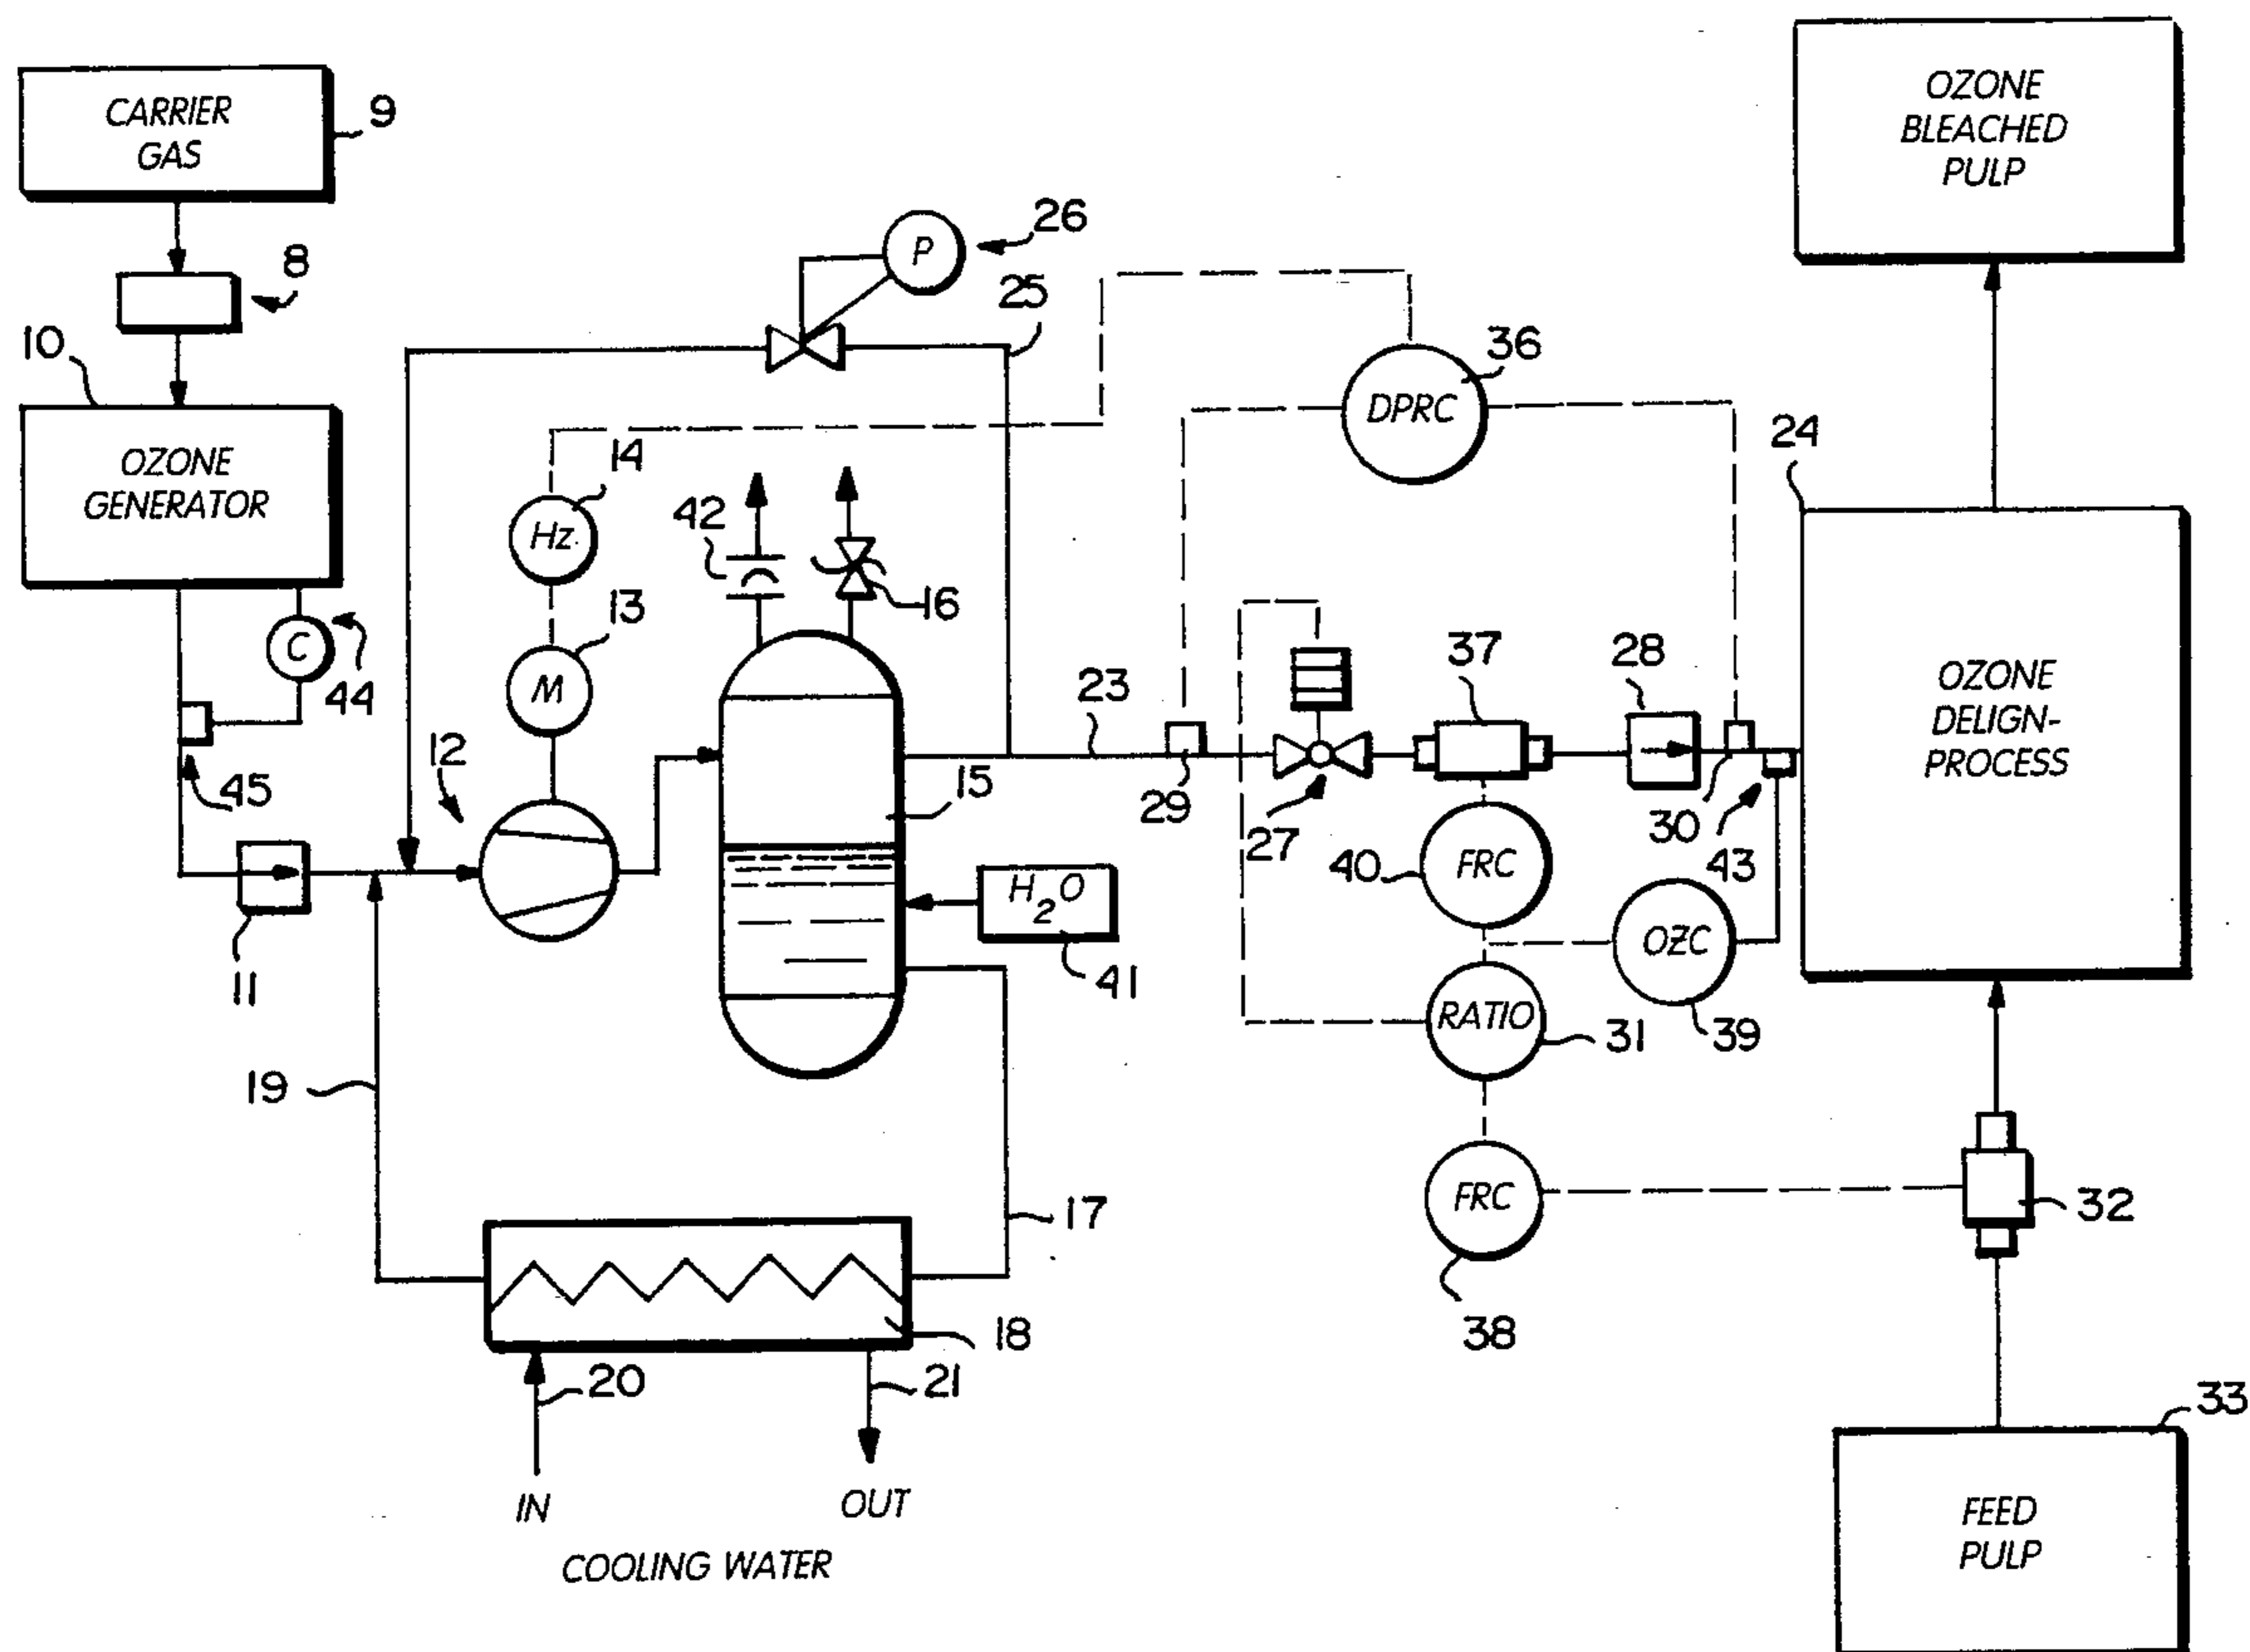 CARRIER
GAS
9
8
10
OZONE
GENERATOR
C
44
45
11
12
13
M
14
Hz
P
26
25
42
16
15
H2O
41
19
17
18
20
21
IN
OUT
COOLING WATER
23
29
27
37
28
30
43
36
DPRC
40
FRC
OZC
39
RATIO
31
FRC
38
24
OZONE
BLEACHED
PULP
OZONE
DELIGN-
PROCESS
32
33
FEED
PULP